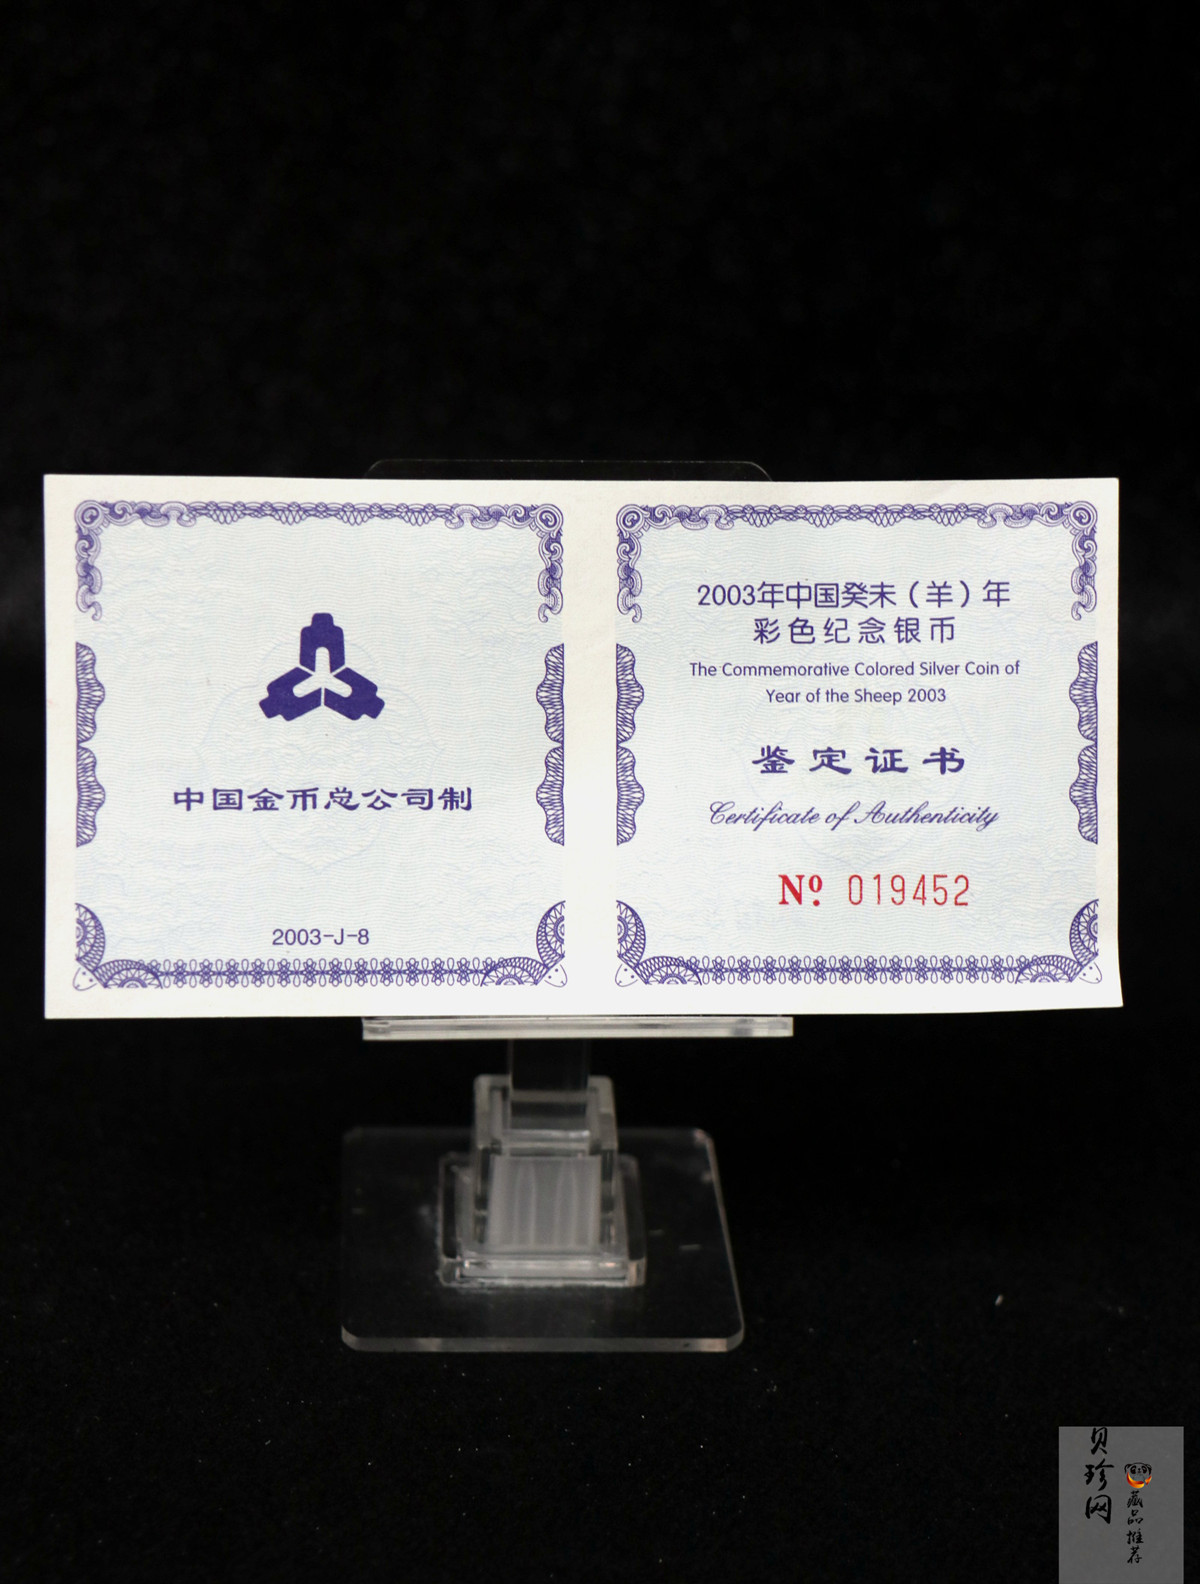 中国金币总公司制
2003-J-8
2003年中国癸未（羊）年
彩色纪念银币
The Commemorative Colored Silver Coin of
Year of the Sheep 2003
鉴定证书
Certificate of Authenticity
Nº. 019452
贝珍网
藏品推荐